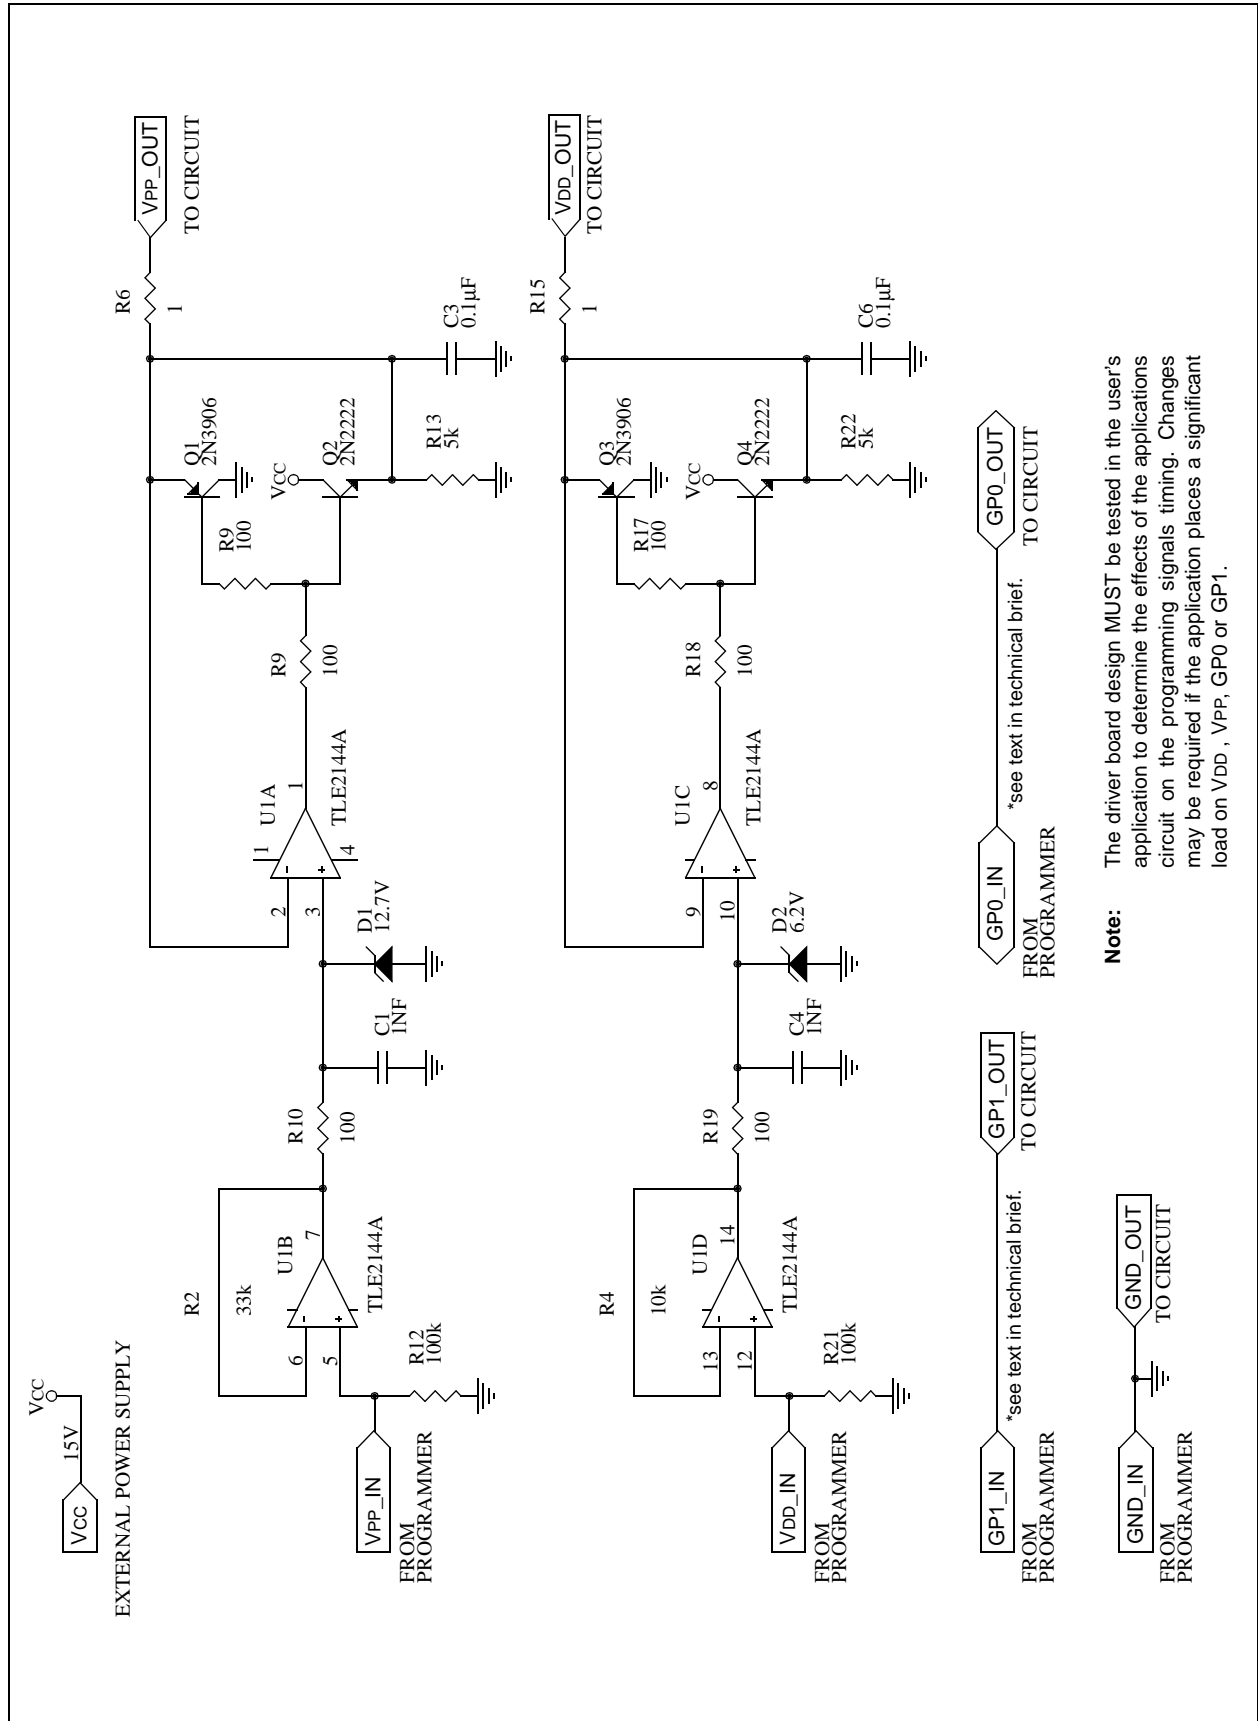 VCC
15V
VCC
EXTERNAL POWER SUPPLY
R2
33k
U1B
6
5
7
TLE2144A
R12
100k
VPP_IN
FROM
PROGRAMMER
R10
100
C1
1NF
D1
12.7V
2
3
U1A
1
1
4
TLE2144A
R9
100
R9
100
Q1
2N3906
VCC
Q2
2N2222
R13
5k
C3
0.1µF
R6
1
VPP_OUT
TO CIRCUIT
R4
10k
U1D
13
12
14
TLE2144A
R21
100k
VDD_IN
FROM
PROGRAMMER
R19
100
C4
1NF
D2
6.2V
9
10
U1C
8
TLE2144A
R18
100
R17
100
Q3
2N3906
VCC
Q4
2N2222
R22
5k
C6
0.1µF
R15
1
VDD_OUT
TO CIRCUIT
GP1_IN
FROM
PROGRAMMER
*see text in technical brief.
GP1_OUT
TO CIRCUIT
GP0_IN
FROM
PROGRAMMER
*see text in technical brief.
GP0_OUT
TO CIRCUIT
GND_IN
FROM
PROGRAMMER
GND_OUT
TO CIRCUIT
Note: The driver board design MUST be tested in the user's
application to determine the effects of the applications
circuit on the programming signals timing. Changes
may be required if the application places a significant
load on VDD , VPP, GP0 or GP1.